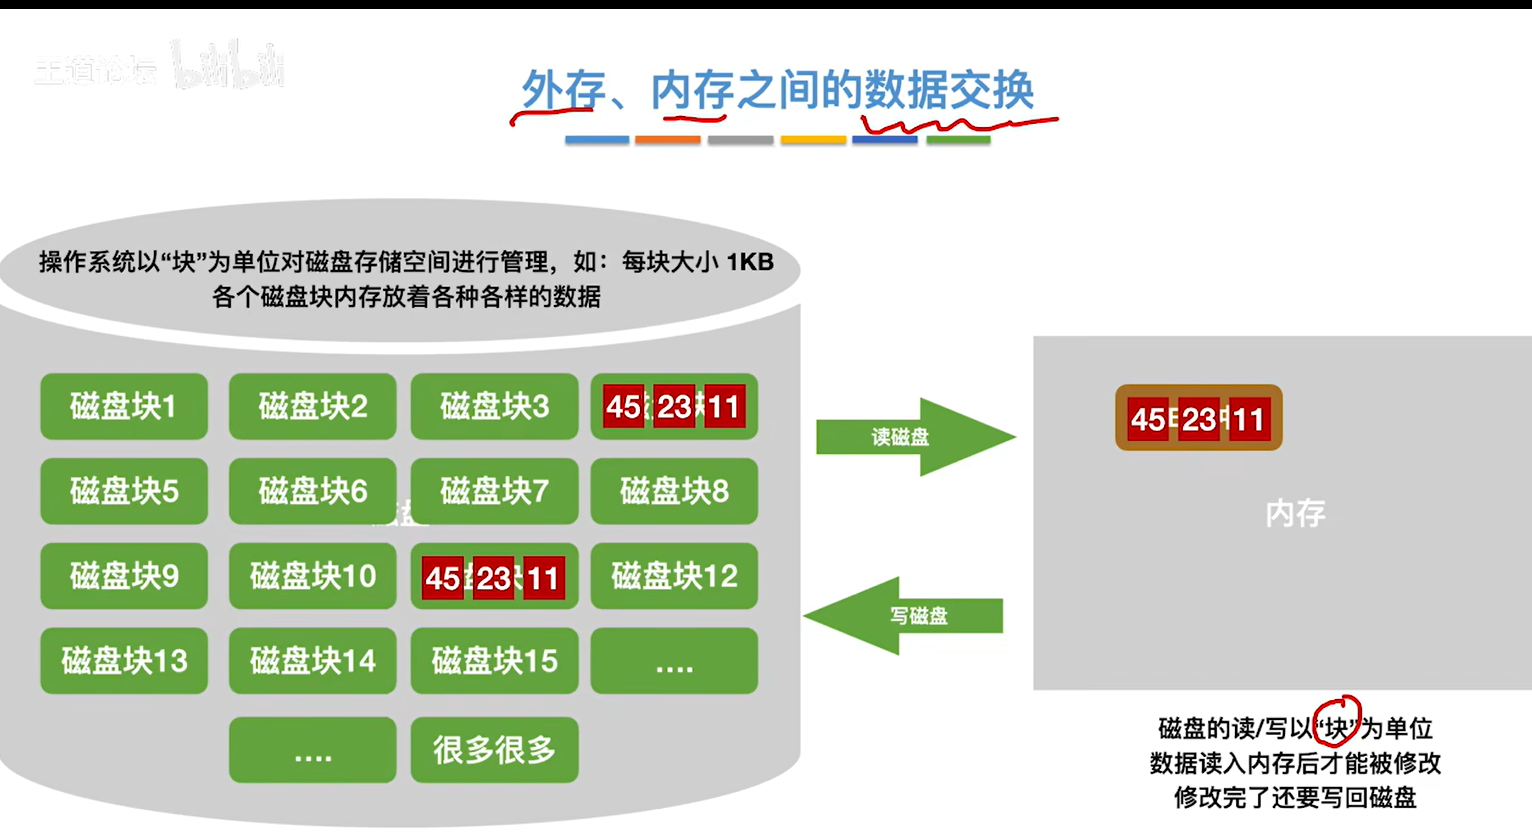 王道论坛 bilibili
外存、内存之间的数据交换
操作系统以“块”为单位对磁盘存储空间进行管理，如：每块大小 1KB
各个磁盘块内存放着各种各样的数据
磁盘块1 磁盘块2 磁盘块3 45 23 11
磁盘块5 磁盘块6 磁盘块7 磁盘块8
磁盘块9 磁盘块10 45 23 11 磁盘块12
磁盘块13 磁盘块14 磁盘块15 ....
.... 很多很多
读磁盘
写磁盘
45 23 11
内存
磁盘的读/写以“块”为单位
数据读入内存后才能被修改
修改完了还要写回磁盘